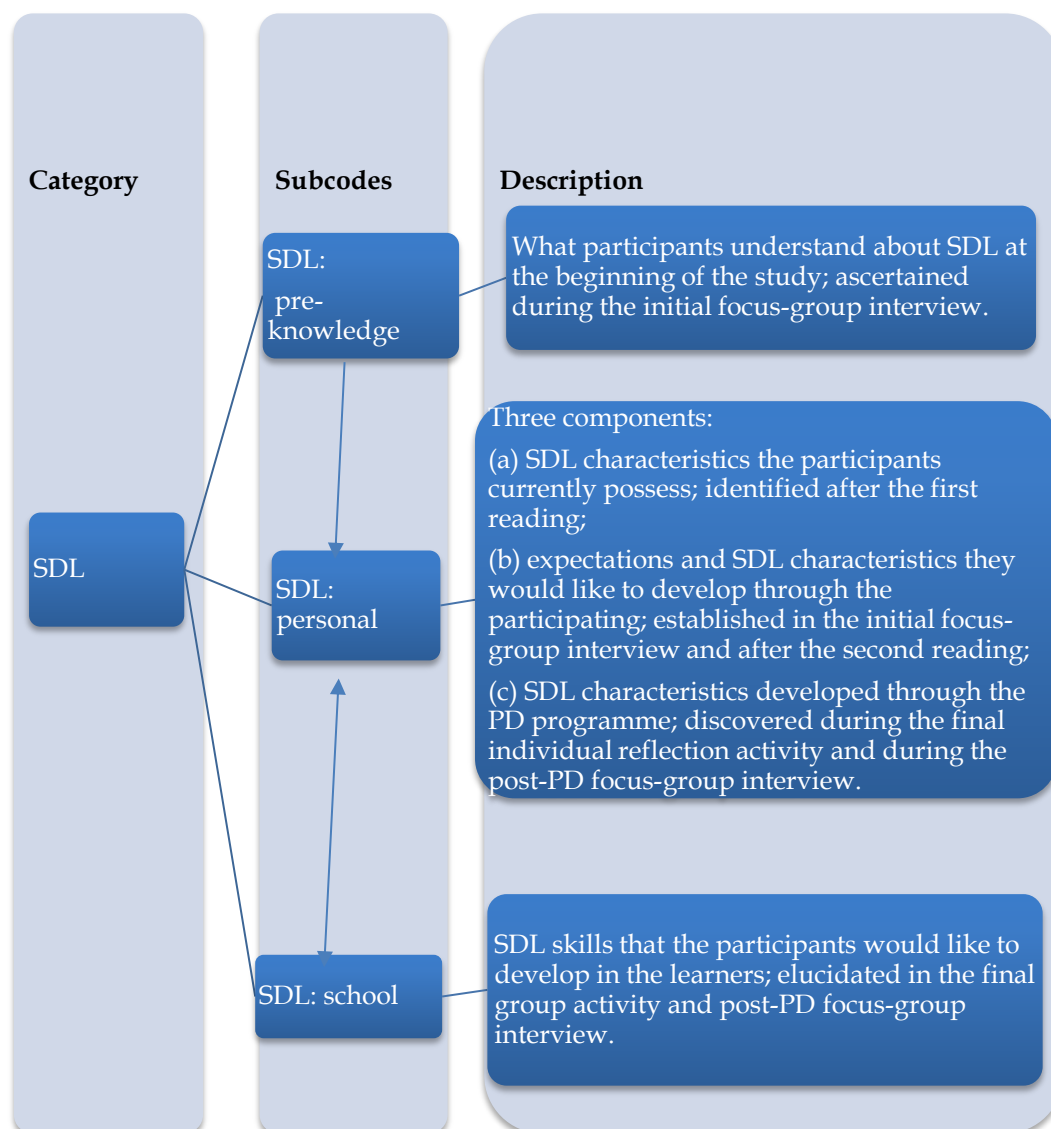 Category
Subcodes
Description
SDL:
pre-
knowledge
What participants understand about SDL at
the beginning of the study; ascertained
during the initial focus-group interview.
SDL
SDL:
personal
Three components:
(a) SDL characteristics the participants
currently possess; identified after the first
reading;
(b) expectations and SDL characteristics they
would like to develop through the
participating; established in the initial focus-
group interview and after the second reading;
(c) SDL characteristics developed through the
PD programme; discovered during the final
individual reflection activity and during the
post-PD focus-group interview.
SDL: school
SDL skills that the participants would like to
develop in the learners; elucidated in the final
group activity and post-PD focus-group
interview.